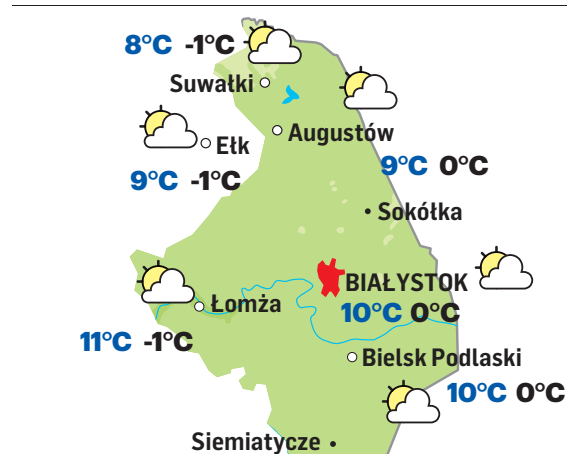 8°C -1°C
Suwałki
Augustów
Ełk
9°C -1°C
9°C 0°C
Sokółka
BIAŁYSTOK
10°C 0°C
Łomża
11°C -1°C
Bielsk Podlaski
10°C 0°C
Siemiatycze